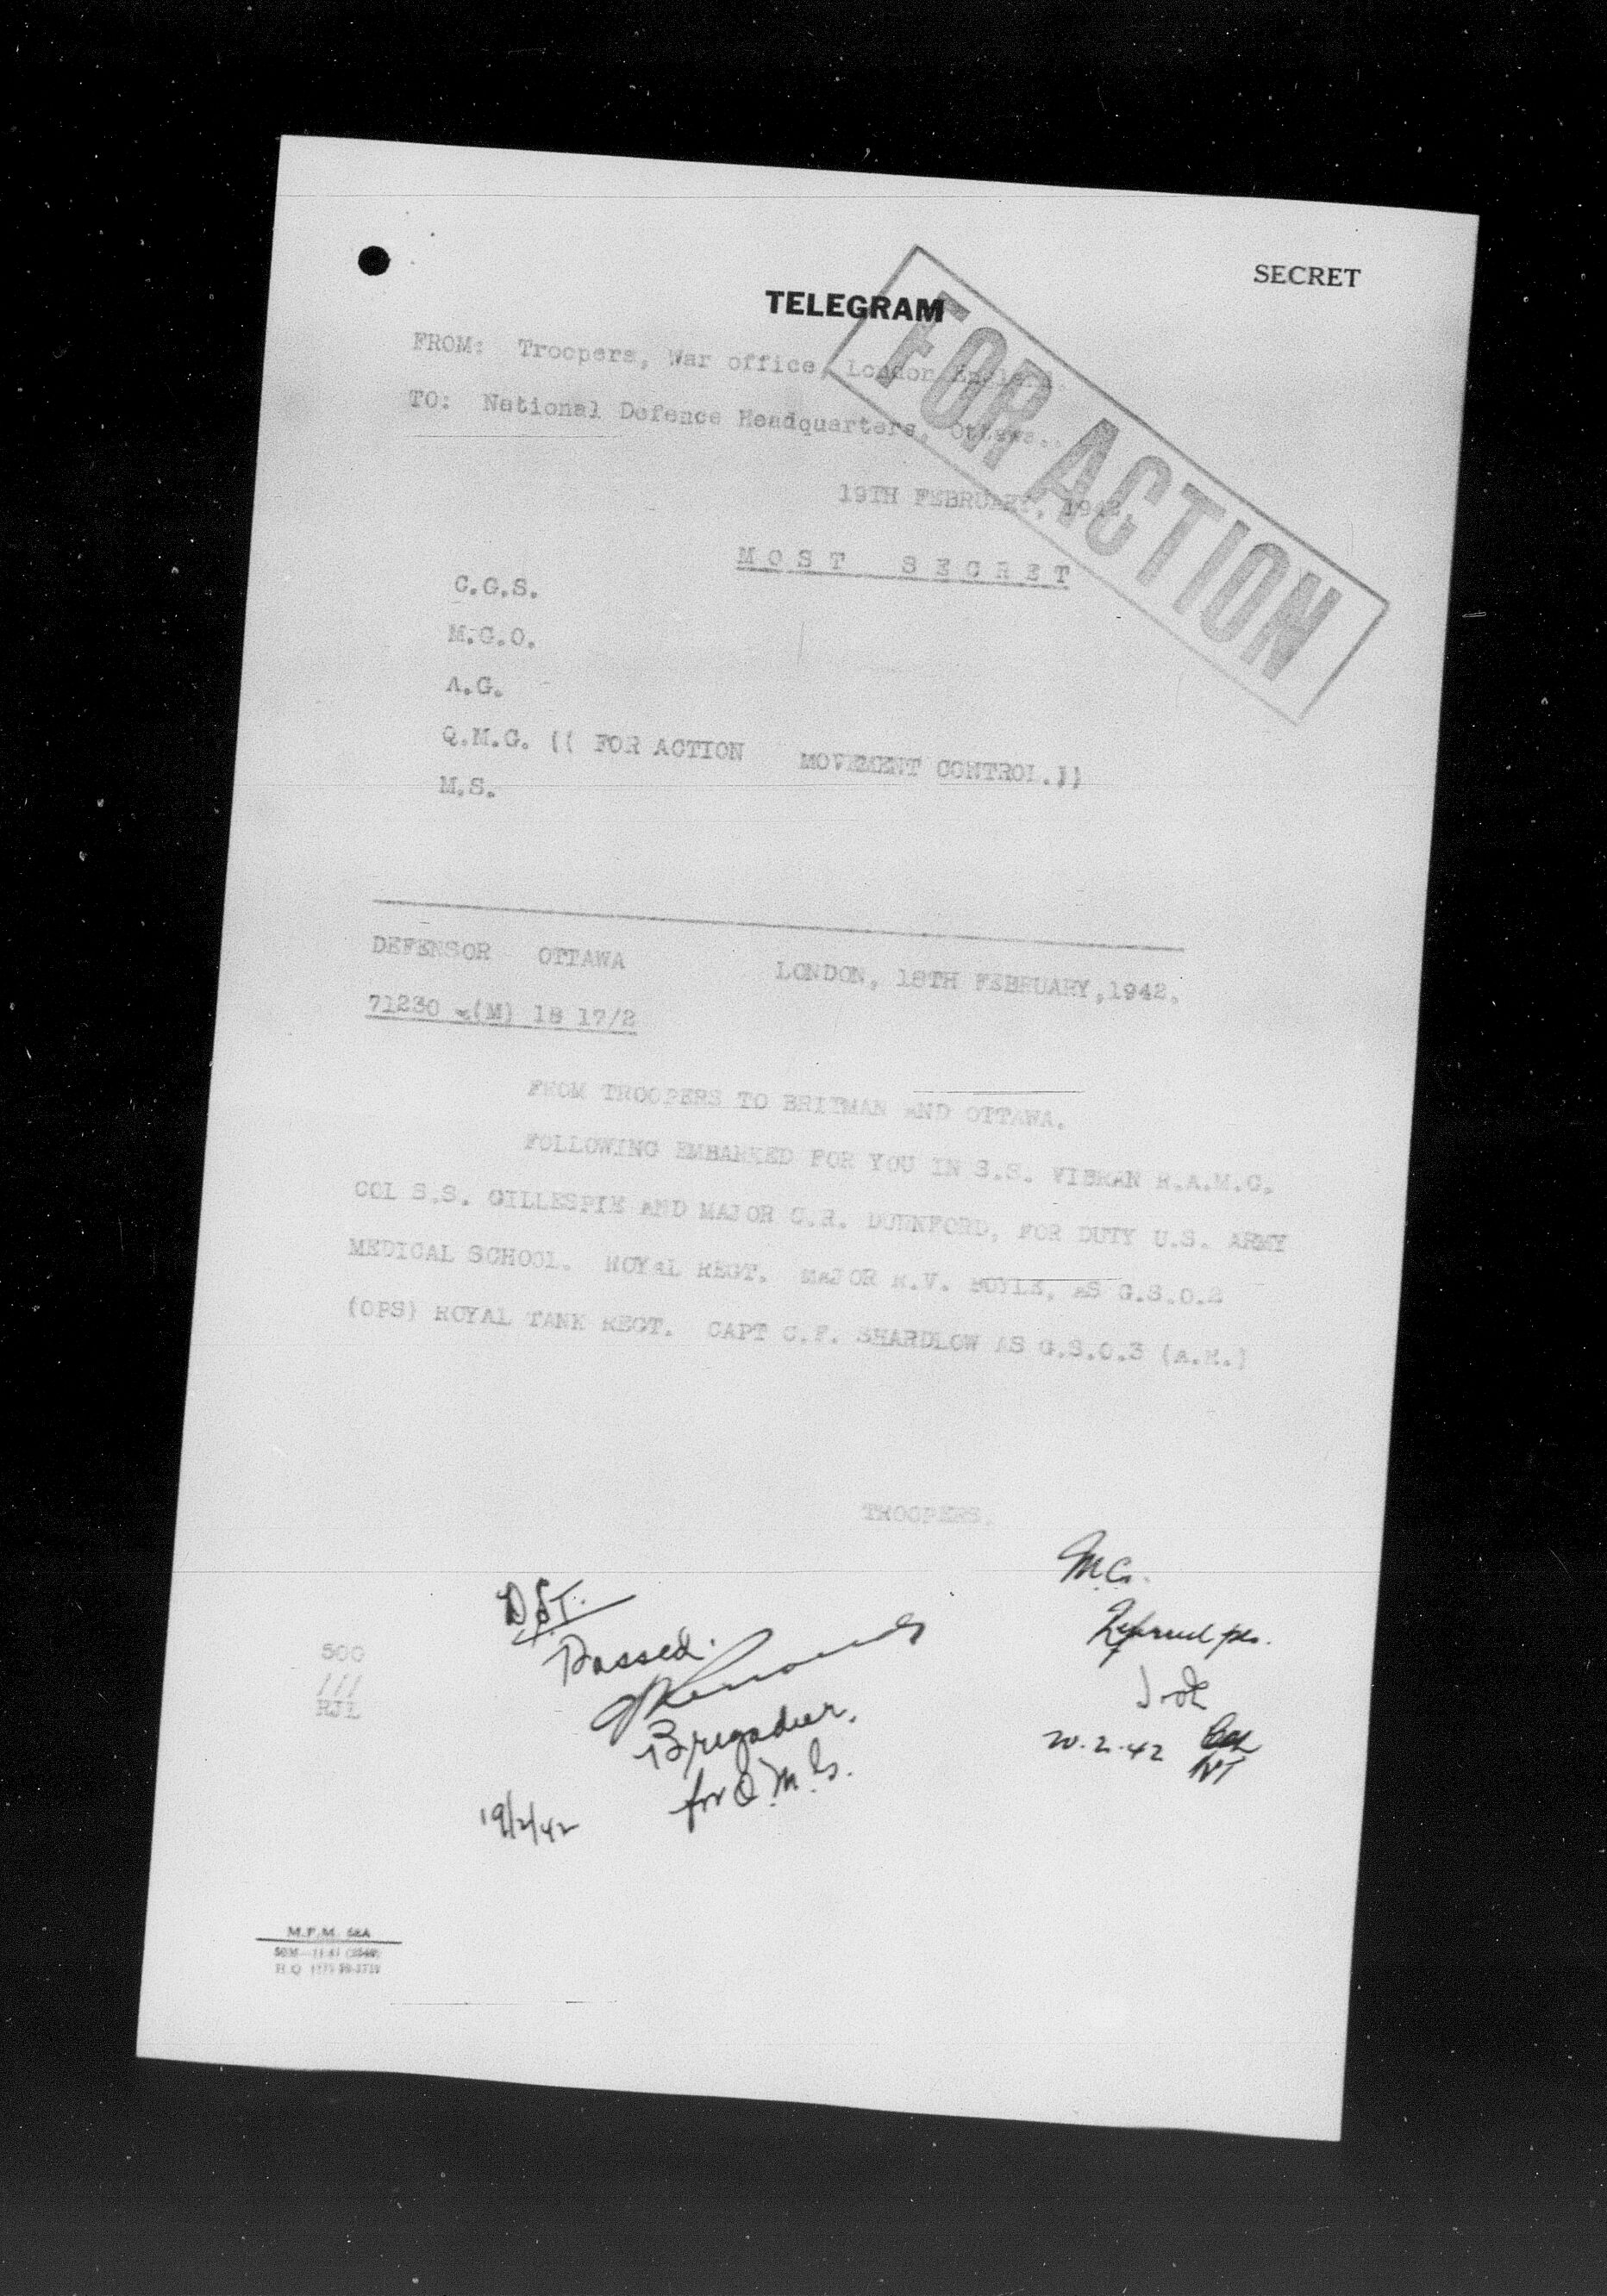 SECRET
TELEGRAM
FOR ACTION
FROM: Troopers, War office, London England.
TO: National Defence Headquarters, Ottawa..
19TH FEBRUARY, 1942.
MOST SECRET
C.G.S.
M.G.O.
A.G.
Q.M.G. (( FOR ACTION MOVEMENT CONTROL.))
M.S.
DEFENSOR OTTAWA LONDON, 18TH FEBRUARY,1942.
71230 (M) 18 17/2
FROM TROOPERS TO BRITMAN AND OTTAWA.
FOLLOWING EMBARKED FOR YOU IN S.S. VIBRAN R.A.M.C.
COL S.S. GILLESPIE AND MAJOR C.R. DURNFORD, FOR DUTY U.S. ARMY
MEDICAL SCHOOL. ROYAL REGT. MAJOR R.V. BOYLE, AS G.S.O.2
(OPS) ROYAL TANK REGT. CAPT C.F. SHARDLOW AS G.S.O.3
TROOPERS.
M.C.
D.S.T.
Passed.
Brigadier.
for Q.M.G.
19/2/42
20.2.42
500
///
RJL
M.F.M. 58A